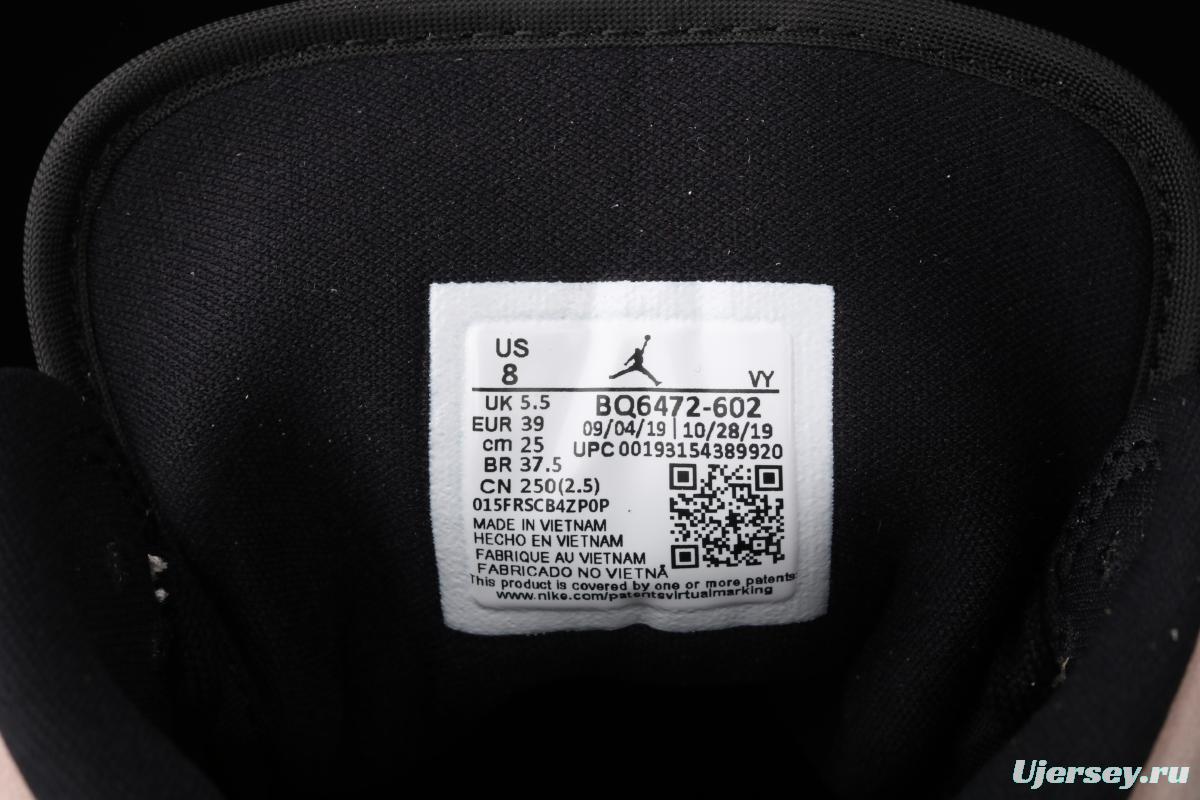 US
8
VY
UK 5.5
EUR 39
cm 25
BR 37.5
CN 250(2.5)
BQ6472-602
09/04/19 | 10/28/19
UPC 00193154389920
015FRSCB4ZP0P
MADE IN VIETNAM
HECHO EN VIETNAM
FABRIQUE AU VIETNAM
FABRICADO NO VIETNÃ
This product is covered by one or more patents:
www.nike.com/patentsvirtualmarking
Ujersey.ru